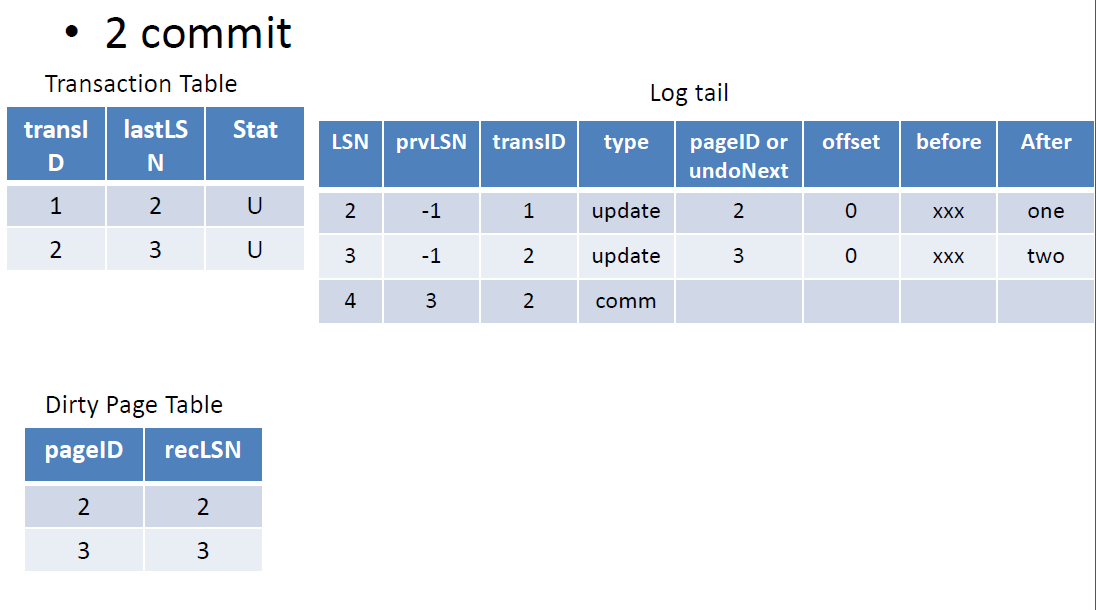 • 2 commit
Transaction Table
transI
D
lastLS
N
Stat
1 2 U
2 3 U
Log tail
LSN prvLSN transID type pageID or
undoNext
offset before After
2 -1 1 update 2 0 xxx one
3 -1 2 update 3 0 xxx two
4 3 2 comm
Dirty Page Table
pageID recLSN
2 2
3 3